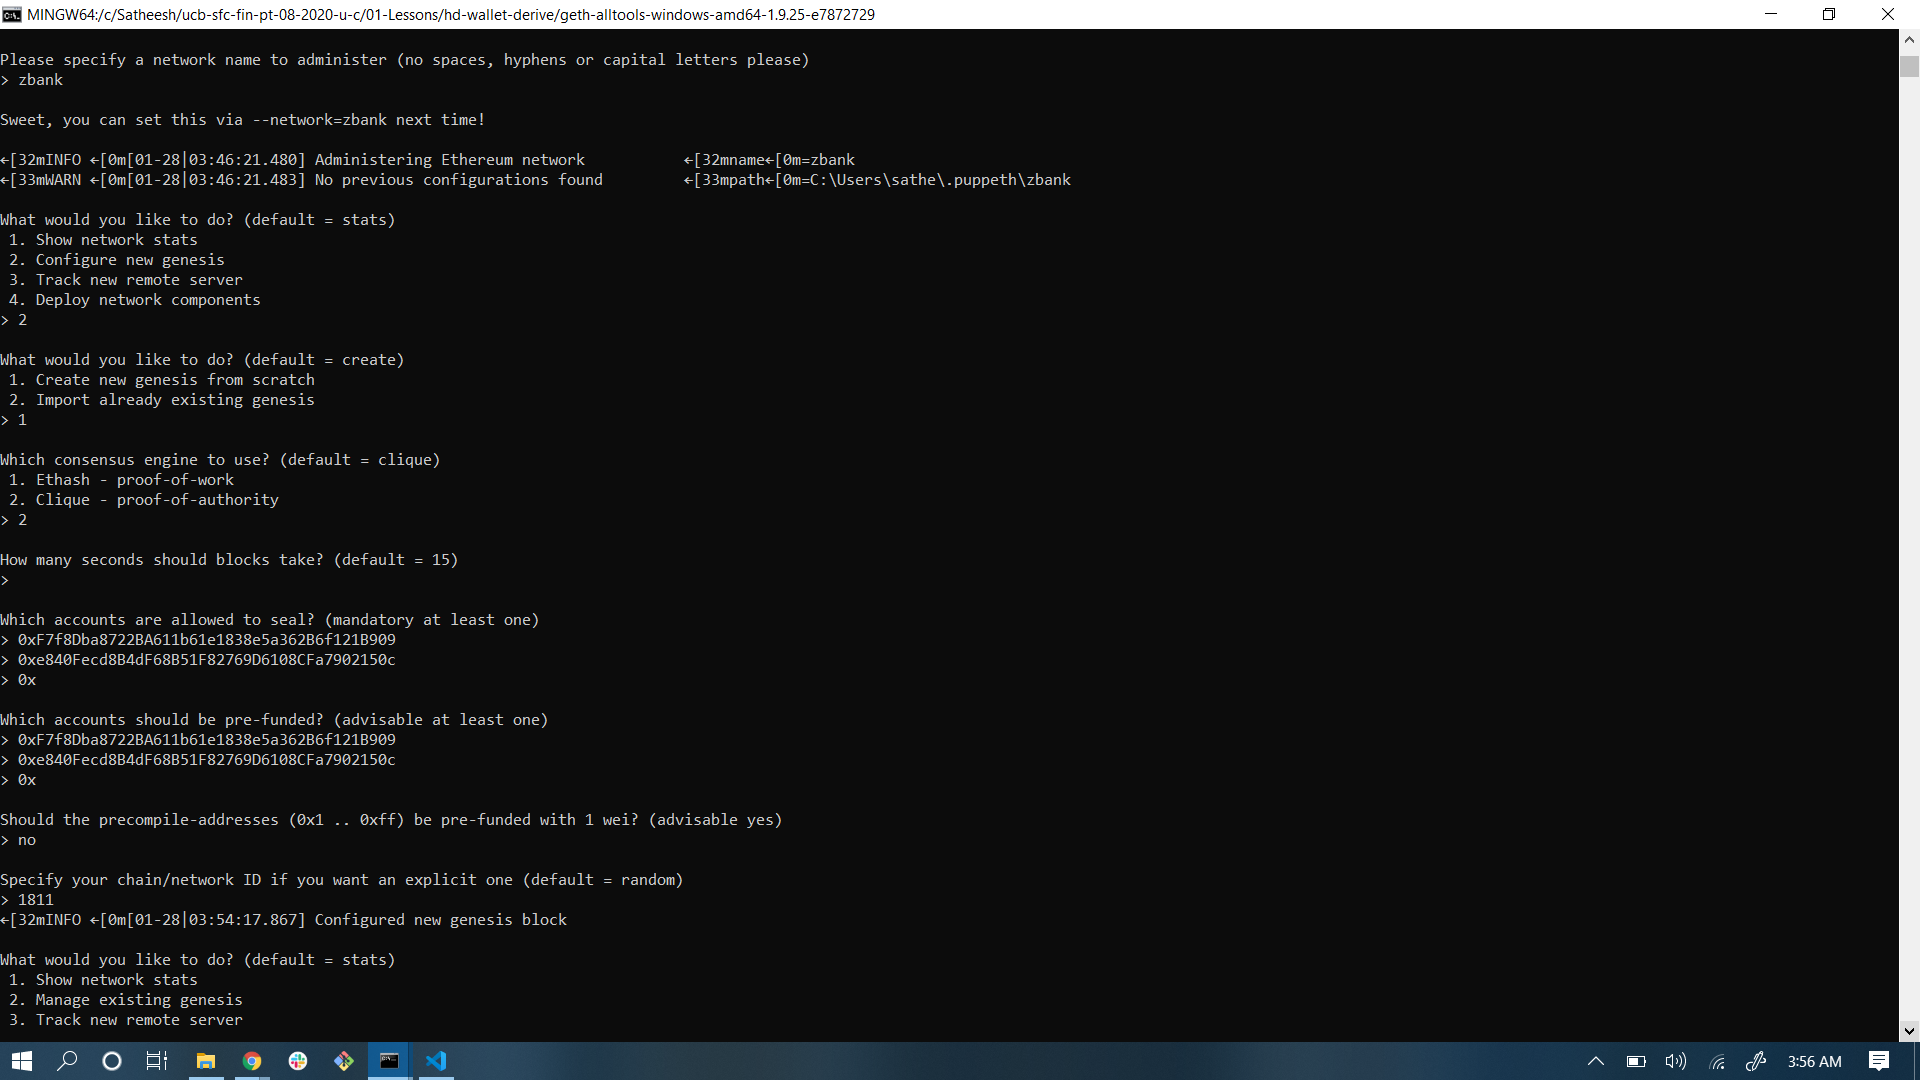 MINGW64:/c/Satheesh/ucb-sfc-fin-pt-08-2020-u-c/01-Lessons/hd-wallet-derive/geth-alltools-windows-amd64-1.9.25-e7872729
Please specify a network name to administer (no spaces, hyphens or capital letters please)
> zbank
Sweet, you can set this via --network=zbank next time!
←[32mINFO ←[0m[01-28|03:46:21.480] Administering Ethereum network ←[32mname←[0m=zbank
←[33mWARN ←[0m[01-28|03:46:21.483] No previous configurations found ←[33mpath←[0m=C:\Users\sathe\.puppeth\zbank
What would you like to do? (default = stats)
1. Show network stats
2. Configure new genesis
3. Track new remote server
4. Deploy network components
> 2
What would you like to do? (default = create)
1. Create new genesis from scratch
2. Import already existing genesis
> 1
Which consensus engine to use? (default = clique)
1. Ethash - proof-of-work
2. Clique - proof-of-authority
> 2
How many seconds should blocks take? (default = 15)
>
Which accounts are allowed to seal? (mandatory at least one)
> 0xF7f8Dba8722BA611b61e1838e5a362B6f121B909
> 0xe840Fecd8B4dF68B51F82769D6108CFa7902150c
> 0x
Which accounts should be pre-funded? (advisable at least one)
> 0xF7f8Dba8722BA611b61e1838e5a362B6f121B909
> 0xe840Fecd8B4dF68B51F82769D6108CFa7902150c
> 0x
Should the precompile-addresses (0x1 .. 0xff) be pre-funded with 1 wei? (advisable yes)
> no
Specify your chain/network ID if you want an explicit one (default = random)
> 1811
←[32mINFO ←[0m[01-28|03:54:17.867] Configured new genesis block
What would you like to do? (default = stats)
1. Show network stats
2. Manage existing genesis
3. Track new remote server
3:56 AM